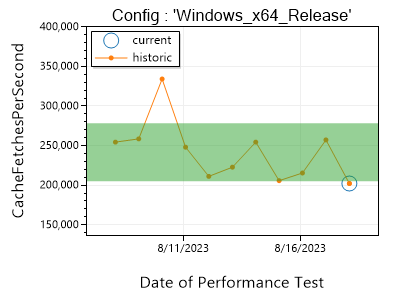 Config : 'Windows_x64_Release'
400,000
current
historic
350,000
300,000
250,000
200,000
150,000
CacheFetchesPerSecond
8/11/2023
8/16/2023
Date of Performance Test